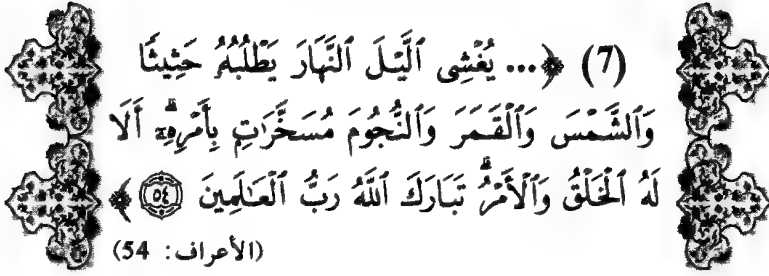 (7) ﴿... يُغْشِى ٱلَّيْلَ ٱلنَّهَارَ يَطْلُبُهُۥ حَثِيثًا
وَٱلشَّمْسَ وَٱلْقَمَرَ وَٱلنُّجُومَ مُسَخَّرَٰتٍۭ بِأَمْرِهِۦٓ ۗ أَلَا
لَهُ ٱلْخَلْقُ وَٱلْأَمْرُ ۗ تَبَارَكَ ٱللَّهُ رَبُّ ٱلْعَـٰلَمِينَ ۝٥٤ ﴾
(الأعراف: 54)